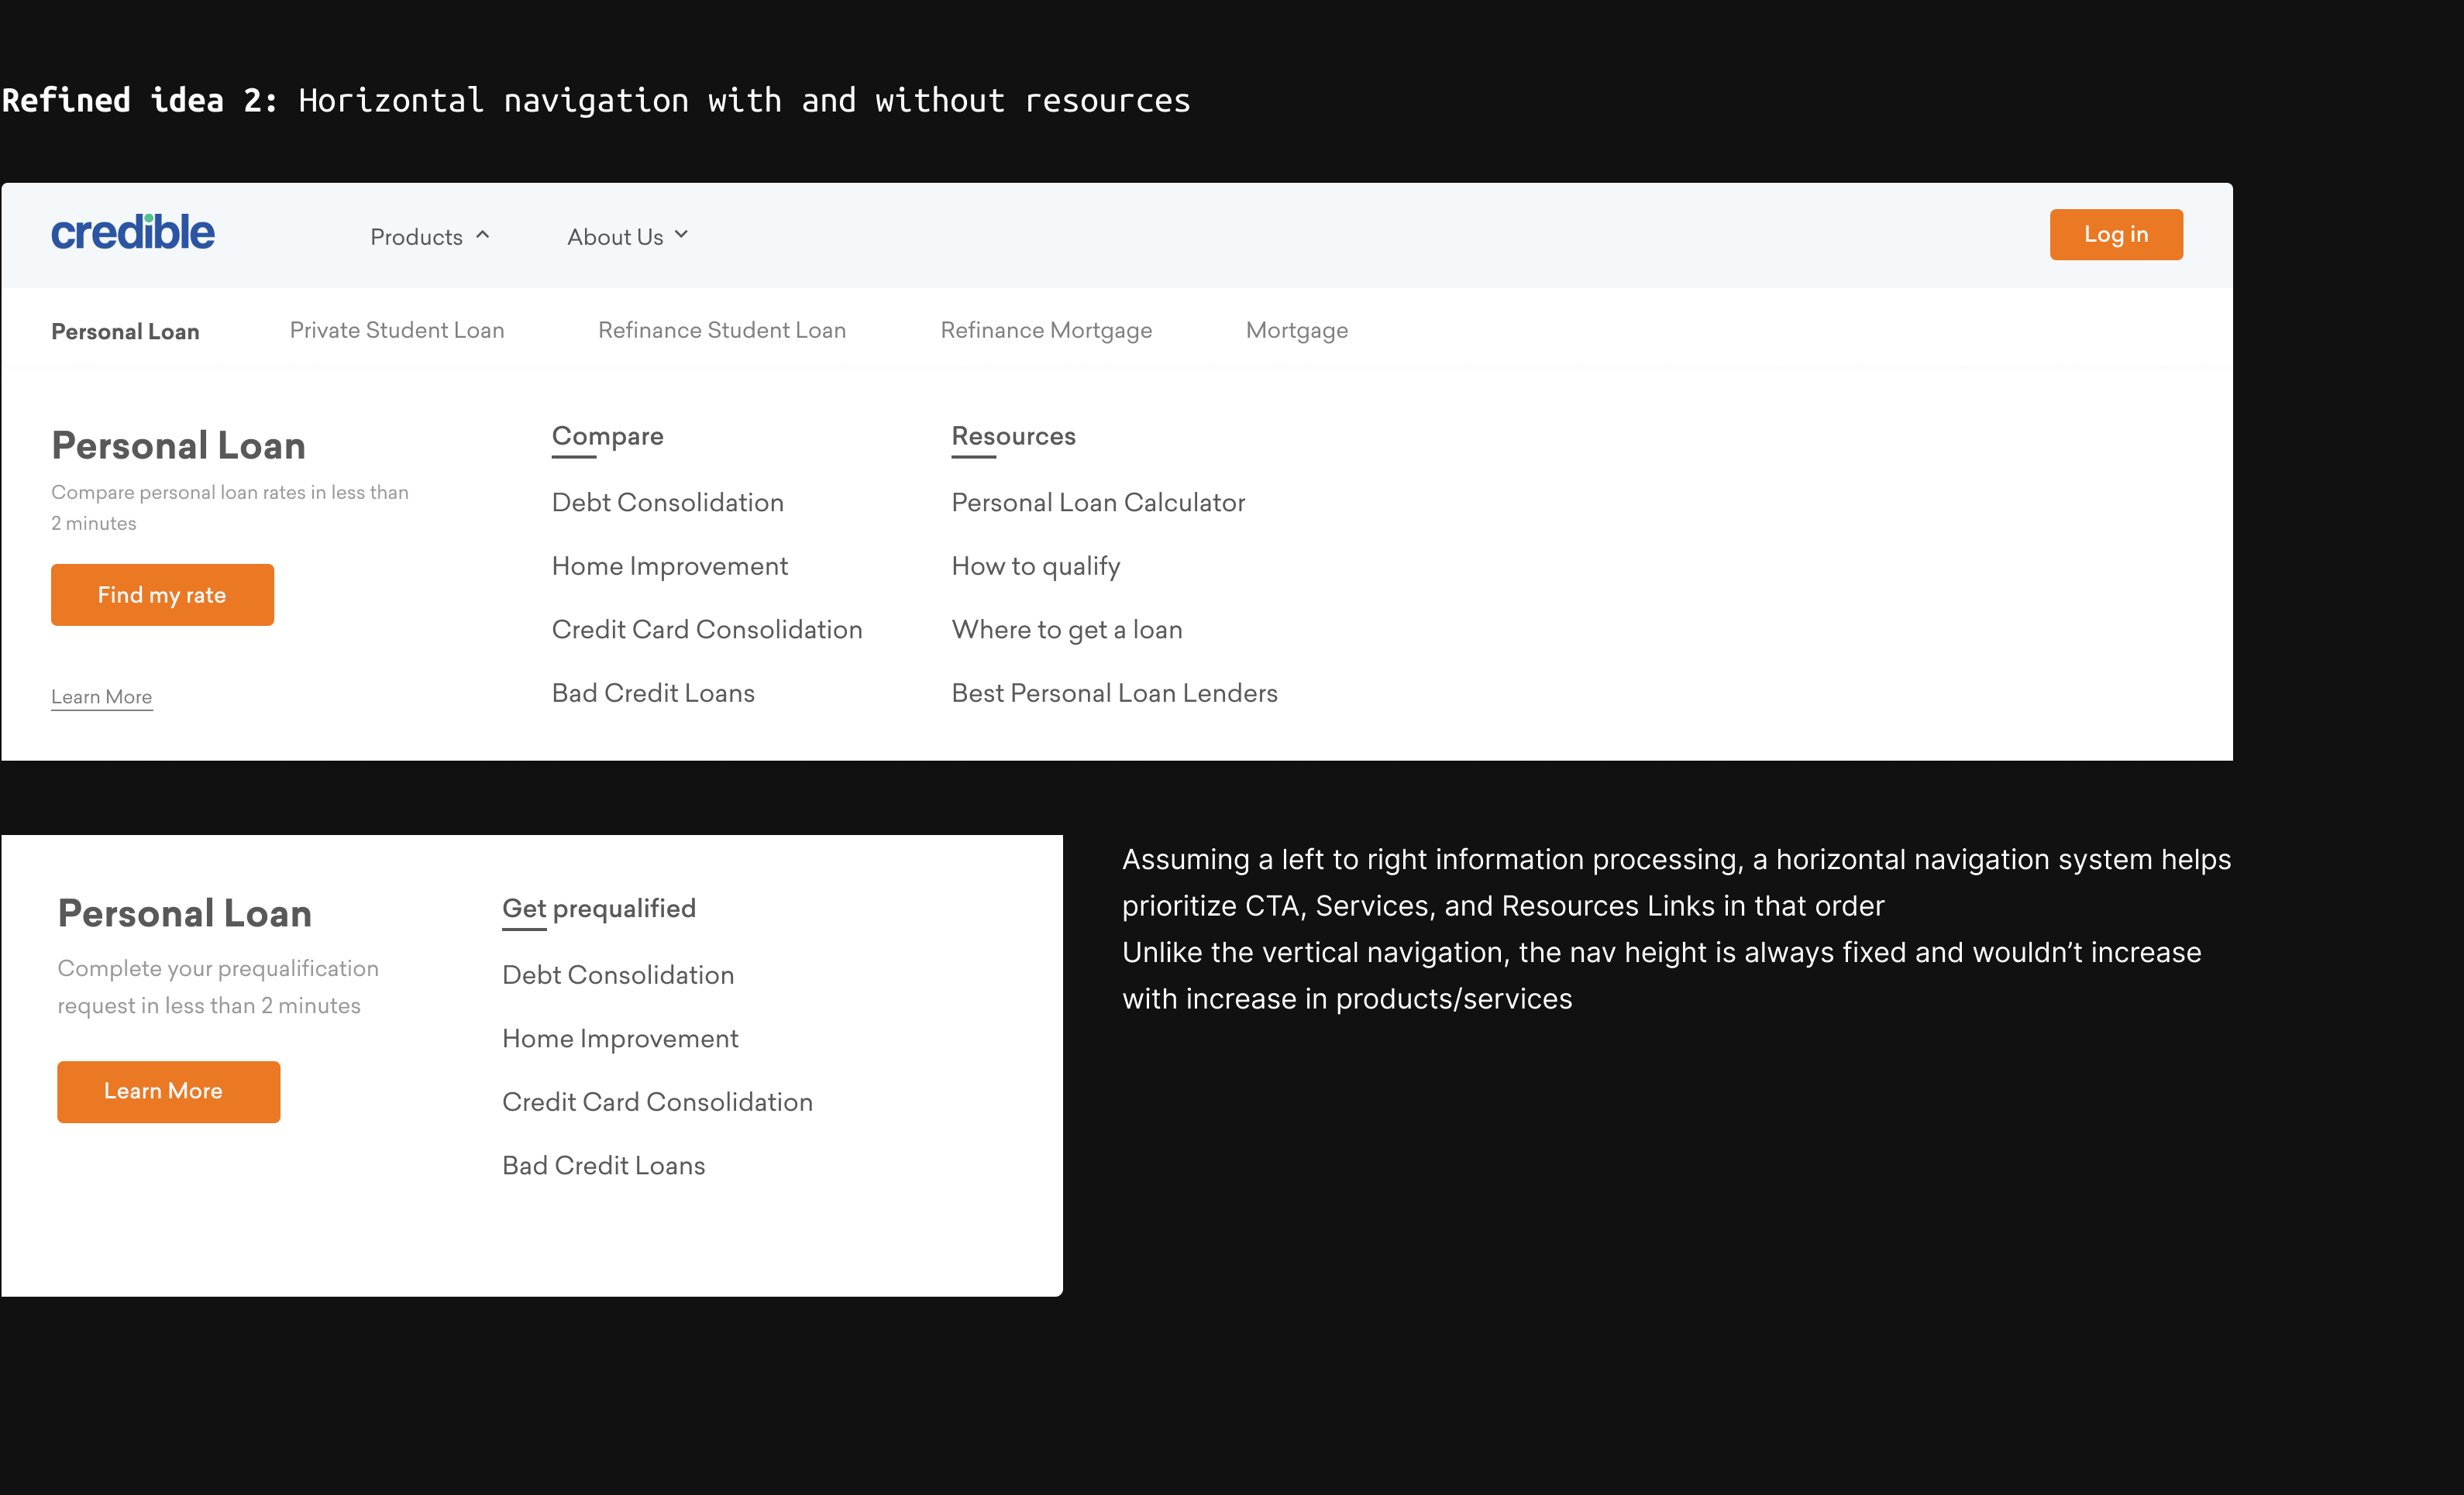 Refined idea 2: Horizontal navigation with and without resources
credible
Products
About Us
Log in
Personal Loan
Private Student Loan
Refinance Student Loan
Refinance Mortgage
Mortgage
Personal Loan
Compare personal loan rates in less than
2 minutes
Find my rate
Learn More
Compare
Debt Consolidation
Home Improvement
Credit Card Consolidation
Bad Credit Loans
Resources
Personal Loan Calculator
How to qualify
Where to get a loan
Best Personal Loan Lenders
Personal Loan
Complete your prequalification
request in less than 2 minutes
Learn More
Get prequalified
Debt Consolidation
Home Improvement
Credit Card Consolidation
Bad Credit Loans
Assuming a left to right information processing, a horizontal navigation system helps
prioritize CTA, Services, and Resources Links in that order
Unlike the vertical navigation, the nav height is always fixed and wouldn’t increase
with increase in products/services